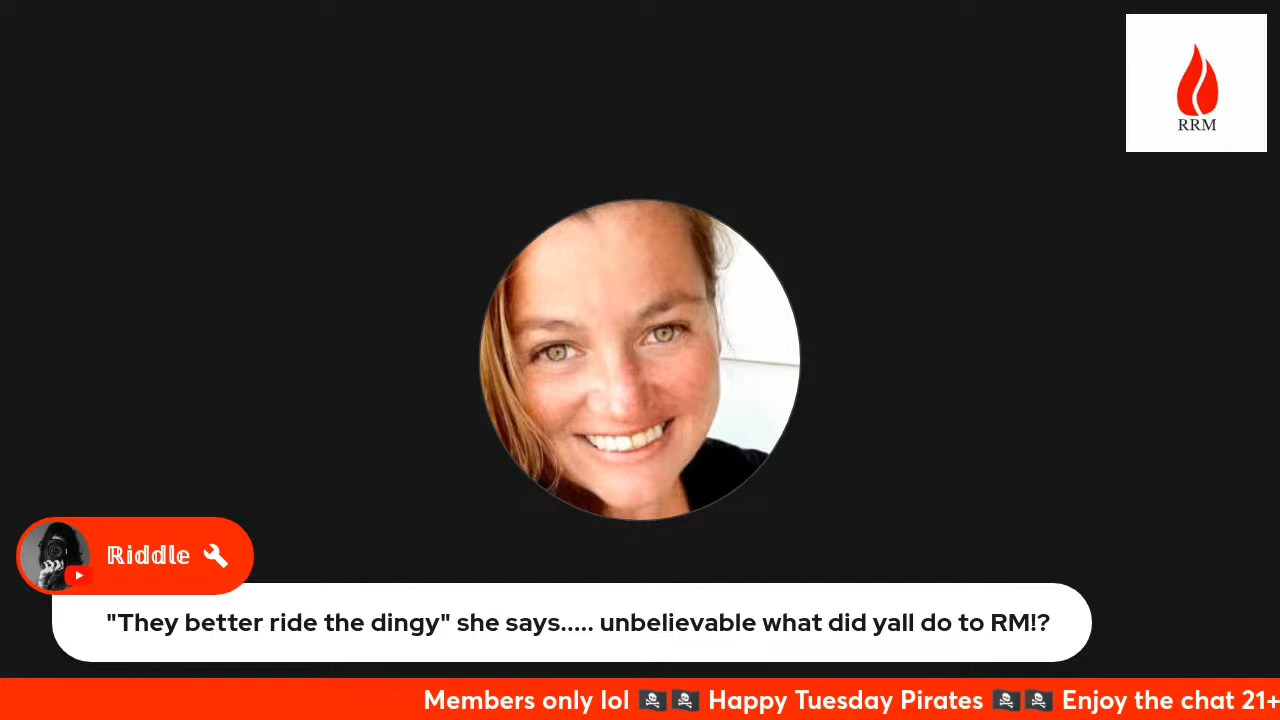 RRM
ℝiddle
"They better ride the dingy" she says..... unbelievable what did yall do to RM!?
Members only lol 🏴‍☠️🏴‍☠️ Happy Tuesday Pirates 🏴‍☠️🏴‍☠️ Enjoy the chat 21+